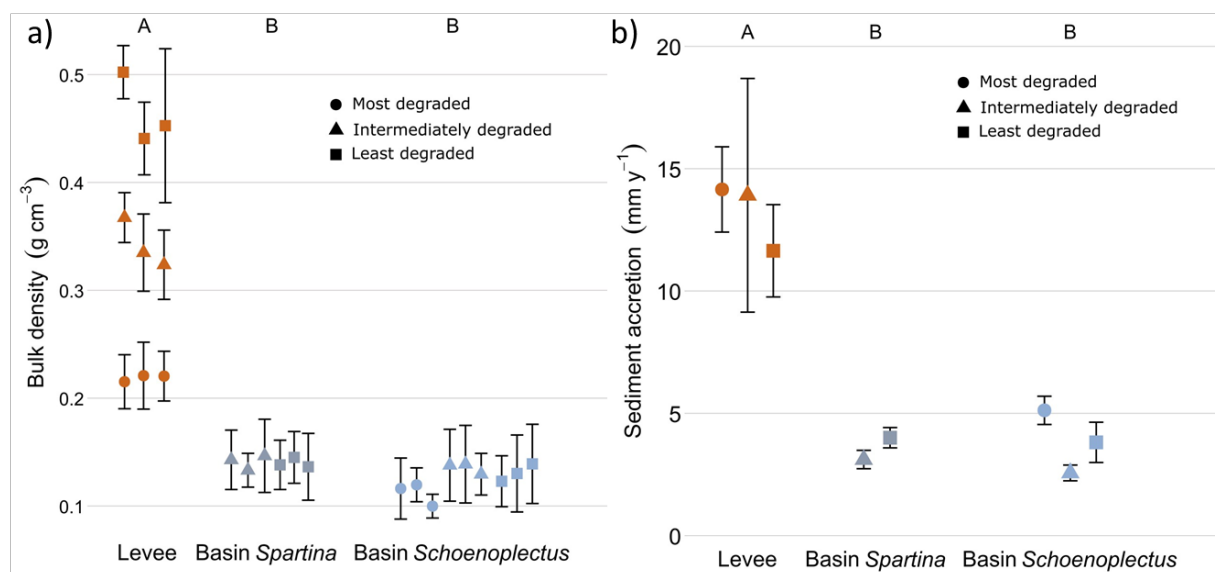 a)
A B B
Most degraded
Intermediately degraded
Least degraded
Bulk density (g cm⁻³)
0.5
0.4
0.3
0.2
0.1
Levee Basin Spartina Basin Schoenoplectus
b)
A B B
Most degraded
Intermediately degraded
Least degraded
Sediment accretion (mm y⁻¹)
20
15
10
5
0
Levee Basin Spartina Basin Schoenoplectus